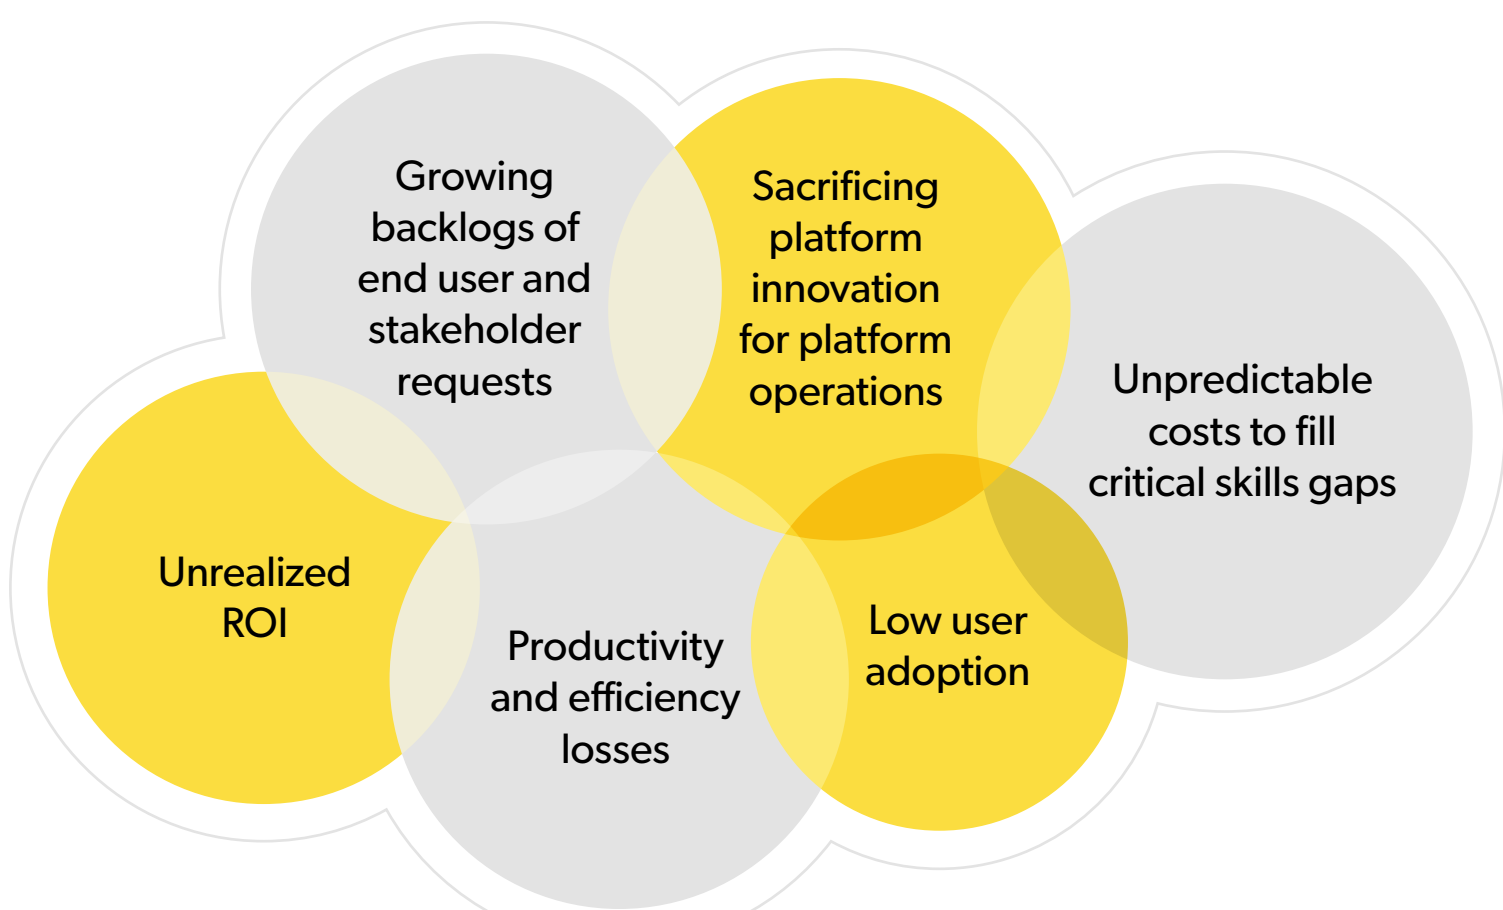 Growing
backlogs of
end user and
stakeholder
requests
Sacrificing
platform
innovation
for platform
operations
Unpredictable
costs to fill
critical skills gaps
Unrealized
ROI
Productivity
and efficiency
losses
Low user
adoption